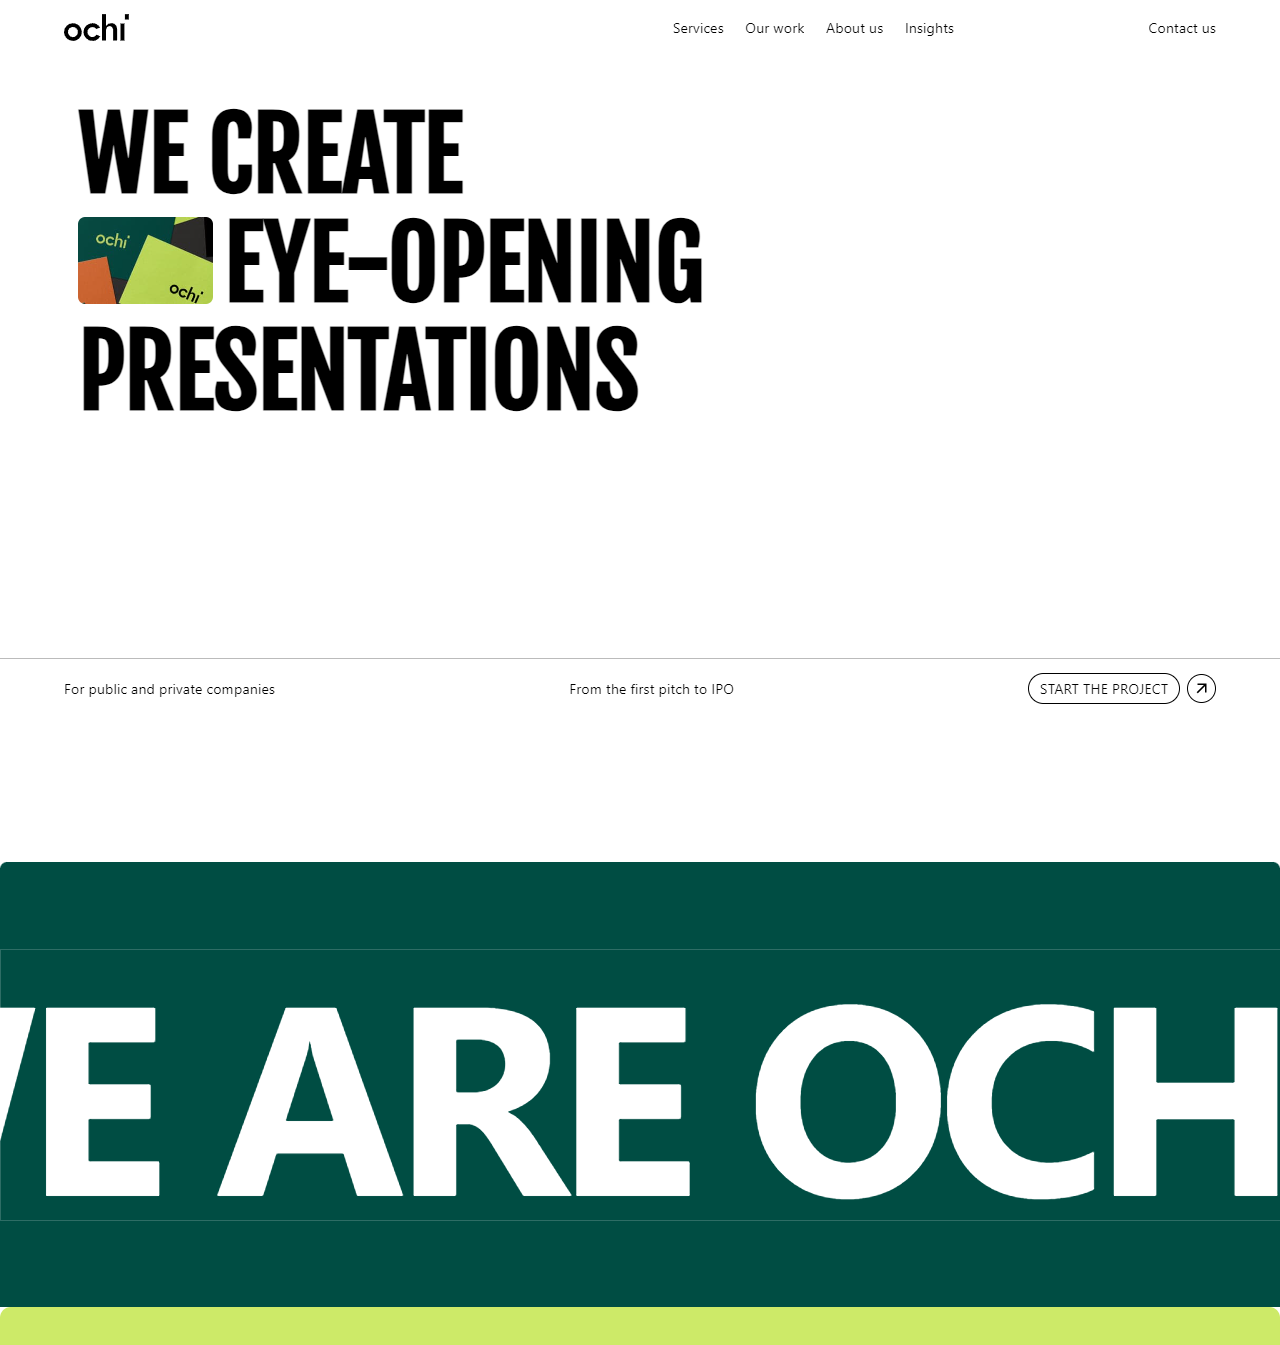 ochi
Services Our work About us Insights Contact us
WE CREATE
ochi ochi EYE-OPENING
PRESENTATIONS
For public and private companies From the first pitch to IPO START THE PROJECT
WE ARE OCH